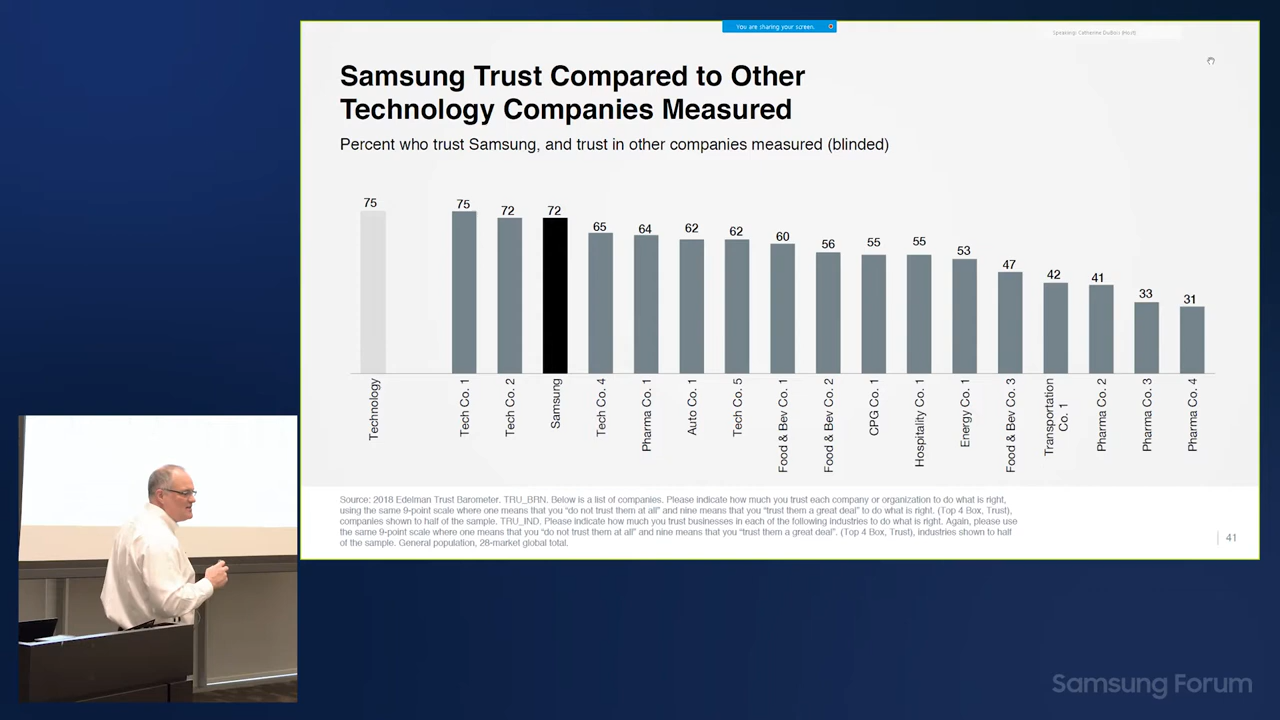 You are sharing your screen.
Speaking: Catherine DuBois (Host)
Samsung Trust Compared to Other
Technology Companies Measured
Percent who trust Samsung, and trust in other companies measured (blinded)
75
75
72
72
65
64
62
62
60
56
55
55
53
47
42
41
33
31
Technology
Tech Co. 1
Tech Co. 2
Samsung
Tech Co. 4
Pharma Co. 1
Auto Co. 1
Tech Co. 5
Food & Bev Co. 1
Food & Bev Co. 2
CPG Co. 1
Hospitality Co. 1
Energy Co. 1
Food & Bev Co. 3
Transportation
Co. 1
Pharma Co. 2
Pharma Co. 3
Pharma Co. 4
Source: 2018 Edelman Trust Barometer. TRU_BRN. Below is a list of companies. Please indicate how much you trust each company or organization to do what is right,
using the same 9-point scale where one means that you “do not trust them at all” and nine means that you “trust them a great deal” to do what is right. (Top 4 Box, Trust),
companies shown to half of the sample. TRU_IND. Please indicate how much you trust businesses in each of the following industries to do what is right. Again, please use
the same 9-point scale where one means that you “do not trust them at all” and nine means that you “trust them a great deal”. (Top 4 Box, Trust), industries shown to half
of the sample. General population, 28-market global total.
41
Samsung Forum